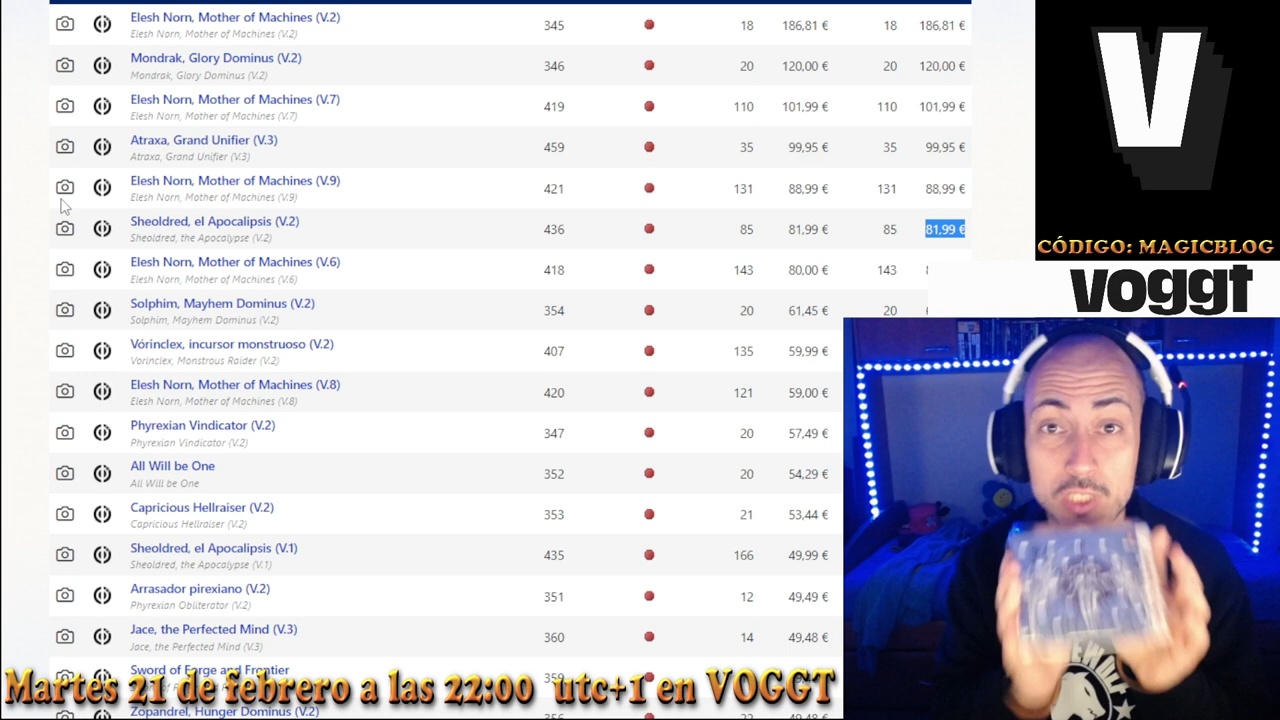 Elesh Norn, Mother of Machines (V.2) 345 18 186,81 € 18 186,81 €
Elesh Norn, Mother of Machines (V.2)
Mondrak, Glory Dominus (V.2) 346 20 120,00 € 20 120,00 €
Mondrak, Glory Dominus (V.2)
Elesh Norn, Mother of Machines (V.7) 419 110 101,99 € 110 101,99 €
Elesh Norn, Mother of Machines (V.7)
Atraxa, Grand Unifier (V.3) 459 35 99,95 € 35 99,95 €
Atraxa, Grand Unifier (V.3)
Elesh Norn, Mother of Machines (V.9) 421 131 88,99 € 131 88,99 €
Elesh Norn, Mother of Machines (V.9)
Sheoldred, el Apocalipsis (V.2) 436 85 81,99 € 85 81,99 €
Sheoldred, the Apocalypse (V.2)
Elesh Norn, Mother of Machines (V.6) 418 143 80,00 € 143
Elesh Norn, Mother of Machines (V.6)
Solphim, Mayhem Dominus (V.2) 354 20 61,45 € 20
Solphim, Mayhem Dominus (V.2)
Vórinclex, incursor monstruoso (V.2) 407 135 59,99 €
Vorinclex, Monstrous Raider (V.2)
Elesh Norn, Mother of Machines (V.8) 420 121 59,00 €
Elesh Norn, Mother of Machines (V.8)
Phyrexian Vindicator (V.2) 347 20 57,49 €
Phyrexian Vindicator (V.2)
All Will be One 352 20 54,29 €
All Will be One
Capricious Hellraiser (V.2) 353 21 53,44 €
Capricious Hellraiser (V.2)
Sheoldred, el Apocalipsis (V.1) 435 166 49,99 €
Sheoldred, the Apocalypse (V.1)
Arrasador pirexiano (V.2) 351 12 49,49 €
Phyrexian Obliterator (V.2)
Jace, the Perfected Mind (V.3) 360 14 49,48 €
Jace, the Perfected Mind (V.3)
Sword of Forge and Frontier
Zopandrel, Hunger Dominus (V.2)
V
CÓDIGO: MAGICBLOG
voggt
Martes 21 de febrero a las 22:00 utc+1 en VOGGT